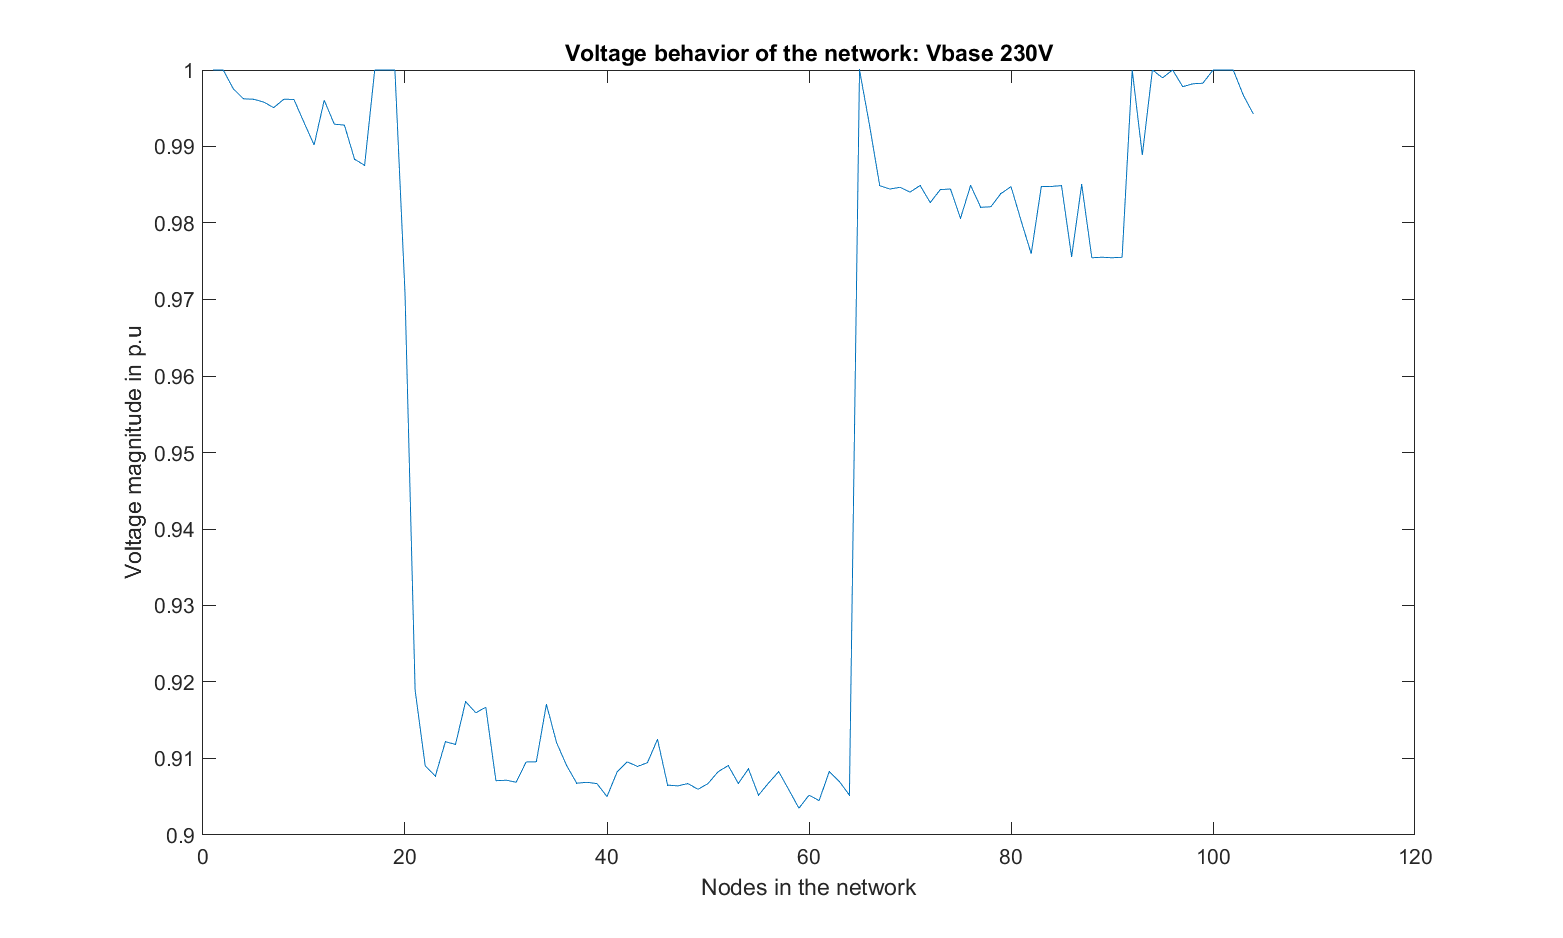 Voltage behavior of the network: Vbase 230V
1
0.99
0.98
0.97
0.96
0.95
0.94
0.93
0.92
0.91
0.9
Voltage magnitude in p.u
0 20 40 60 80 100 120
Nodes in the network